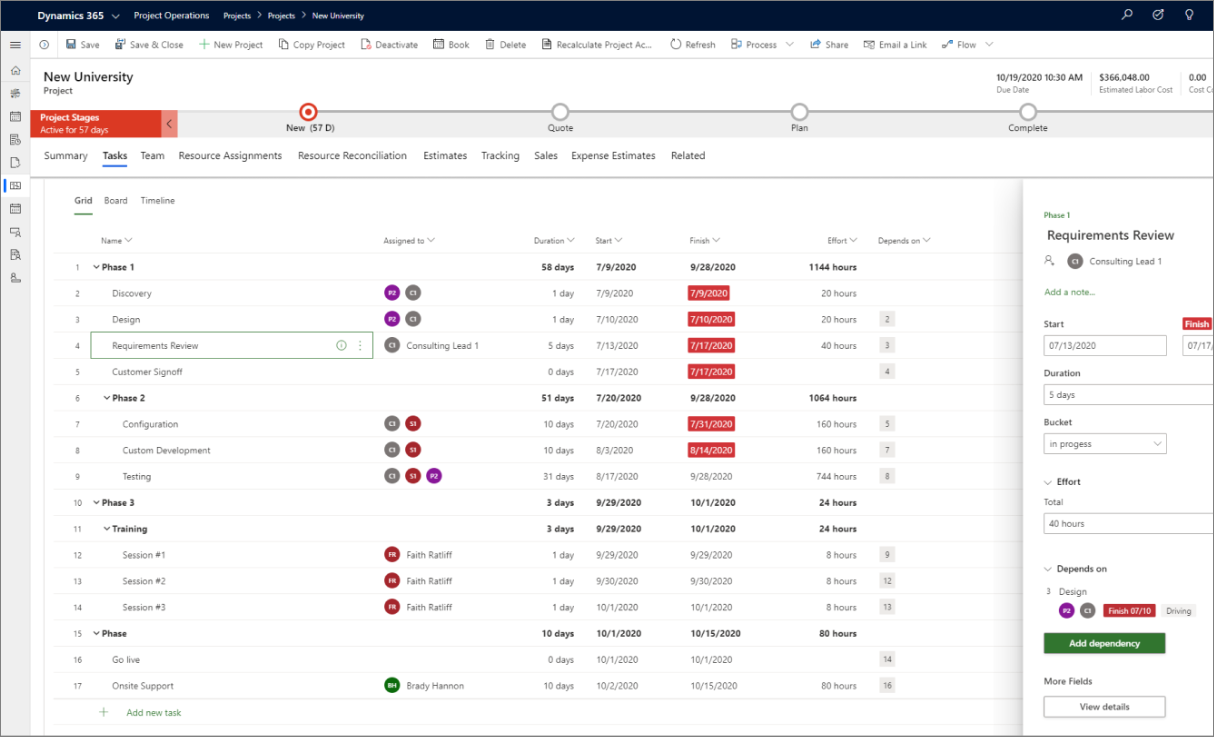 Dynamics 365 Project Operations Projects Projects New University
Save Save & Close New Project Copy Project Deactivate Book Delete Recalculate Project Ac... Refresh Process Share Email a Link Flow
New University
Project
10/19/2020 10:30 AM $366,048.00 0.00
Due Date Estimated Labor Cost Cost C
Project Stages
Active for 57 days
New (57 D) Quote Plan Complete
Summary Tasks Team Resource Assignments Resource Reconciliation Estimates Tracking Sales Expense Estimates Related
Grid Board Timeline
Name Assigned to Duration Start Finish Effort Depends on
1 Phase 1 58 days 7/9/2020 9/28/2020 1144 hours
2 Discovery P2 C1 1 day 7/9/2020 7/9/2020 20 hours
3 Design P2 C1 1 day 7/10/2020 7/10/2020 20 hours 2
4 Requirements Review C1 Consulting Lead 1 5 days 7/13/2020 7/17/2020 40 hours 3
5 Customer Signoff 0 days 7/17/2020 7/17/2020 4
6 Phase 2 51 days 7/20/2020 9/28/2020 1064 hours
7 Configuration C1 S1 10 days 7/20/2020 7/31/2020 160 hours 5
8 Custom Development C1 S1 10 days 8/3/2020 8/14/2020 160 hours 7
9 Testing C1 S1 P2 31 days 8/17/2020 9/28/2020 744 hours 8
10 Phase 3 3 days 9/29/2020 10/1/2020 24 hours
11 Training 3 days 9/29/2020 10/1/2020 24 hours
12 Session #1 FR Faith Ratliff 1 day 9/29/2020 9/29/2020 8 hours 9
13 Session #2 FR Faith Ratliff 1 day 9/30/2020 9/30/2020 8 hours 12
14 Session #3 FR Faith Ratliff 1 day 10/1/2020 10/1/2020 8 hours 13
15 Phase 10 days 10/1/2020 10/15/2020 80 hours
16 Go live 0 days 10/1/2020 10/1/2020 14
17 Onsite Support BH Brady Hannon 10 days 10/2/2020 10/15/2020 80 hours 16
Add new task
Phase 1
Requirements Review
C1 Consulting Lead 1
Add a note...
Start Finish
07/13/2020 07/17/
Duration
5 days
Bucket
in progess
Effort
Total
40 hours
Depends on
3 Design
P2 C1 Finish 07/10 Driving
Add dependency
More Fields
View details